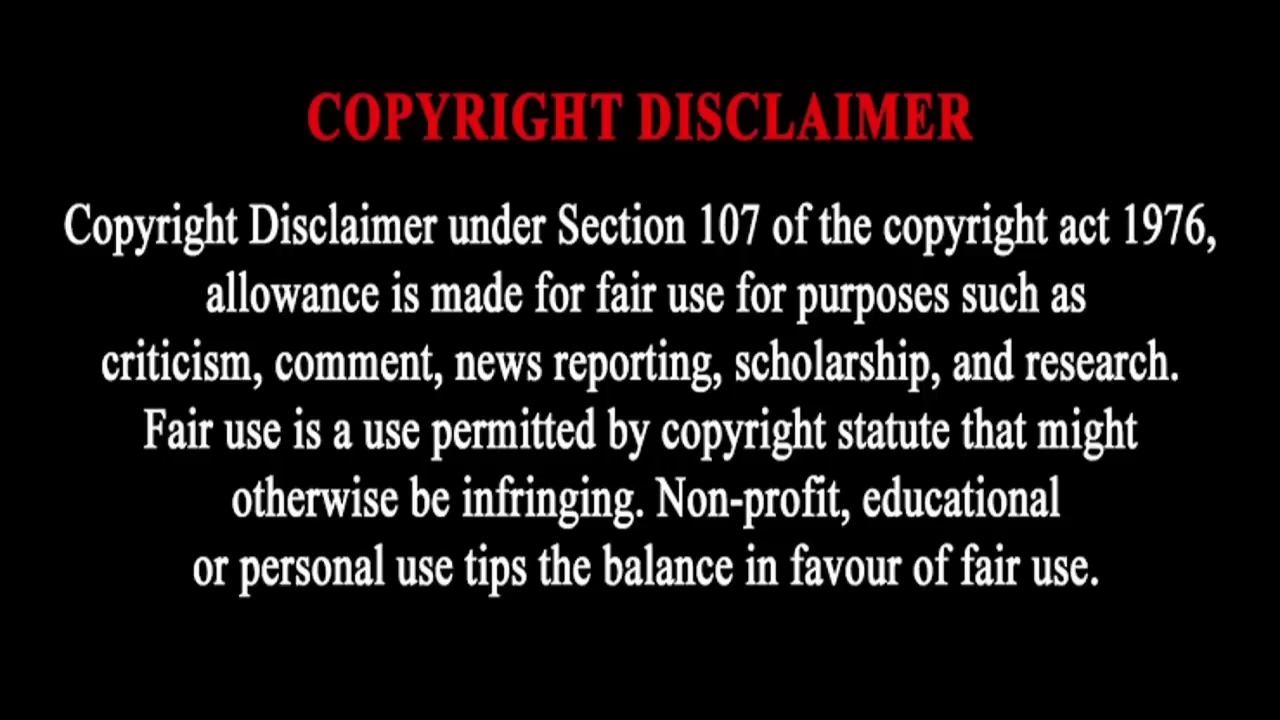 COPYRIGHT DISCLAIMER
Copyright Disclaimer under Section 107 of the copyright act 1976,
allowance is made for fair use for purposes such as
criticism, comment, news reporting, scholarship, and research.
Fair use is a use permitted by copyright statute that might
otherwise be infringing. Non-profit, educational
or personal use tips the balance in favour of fair use.